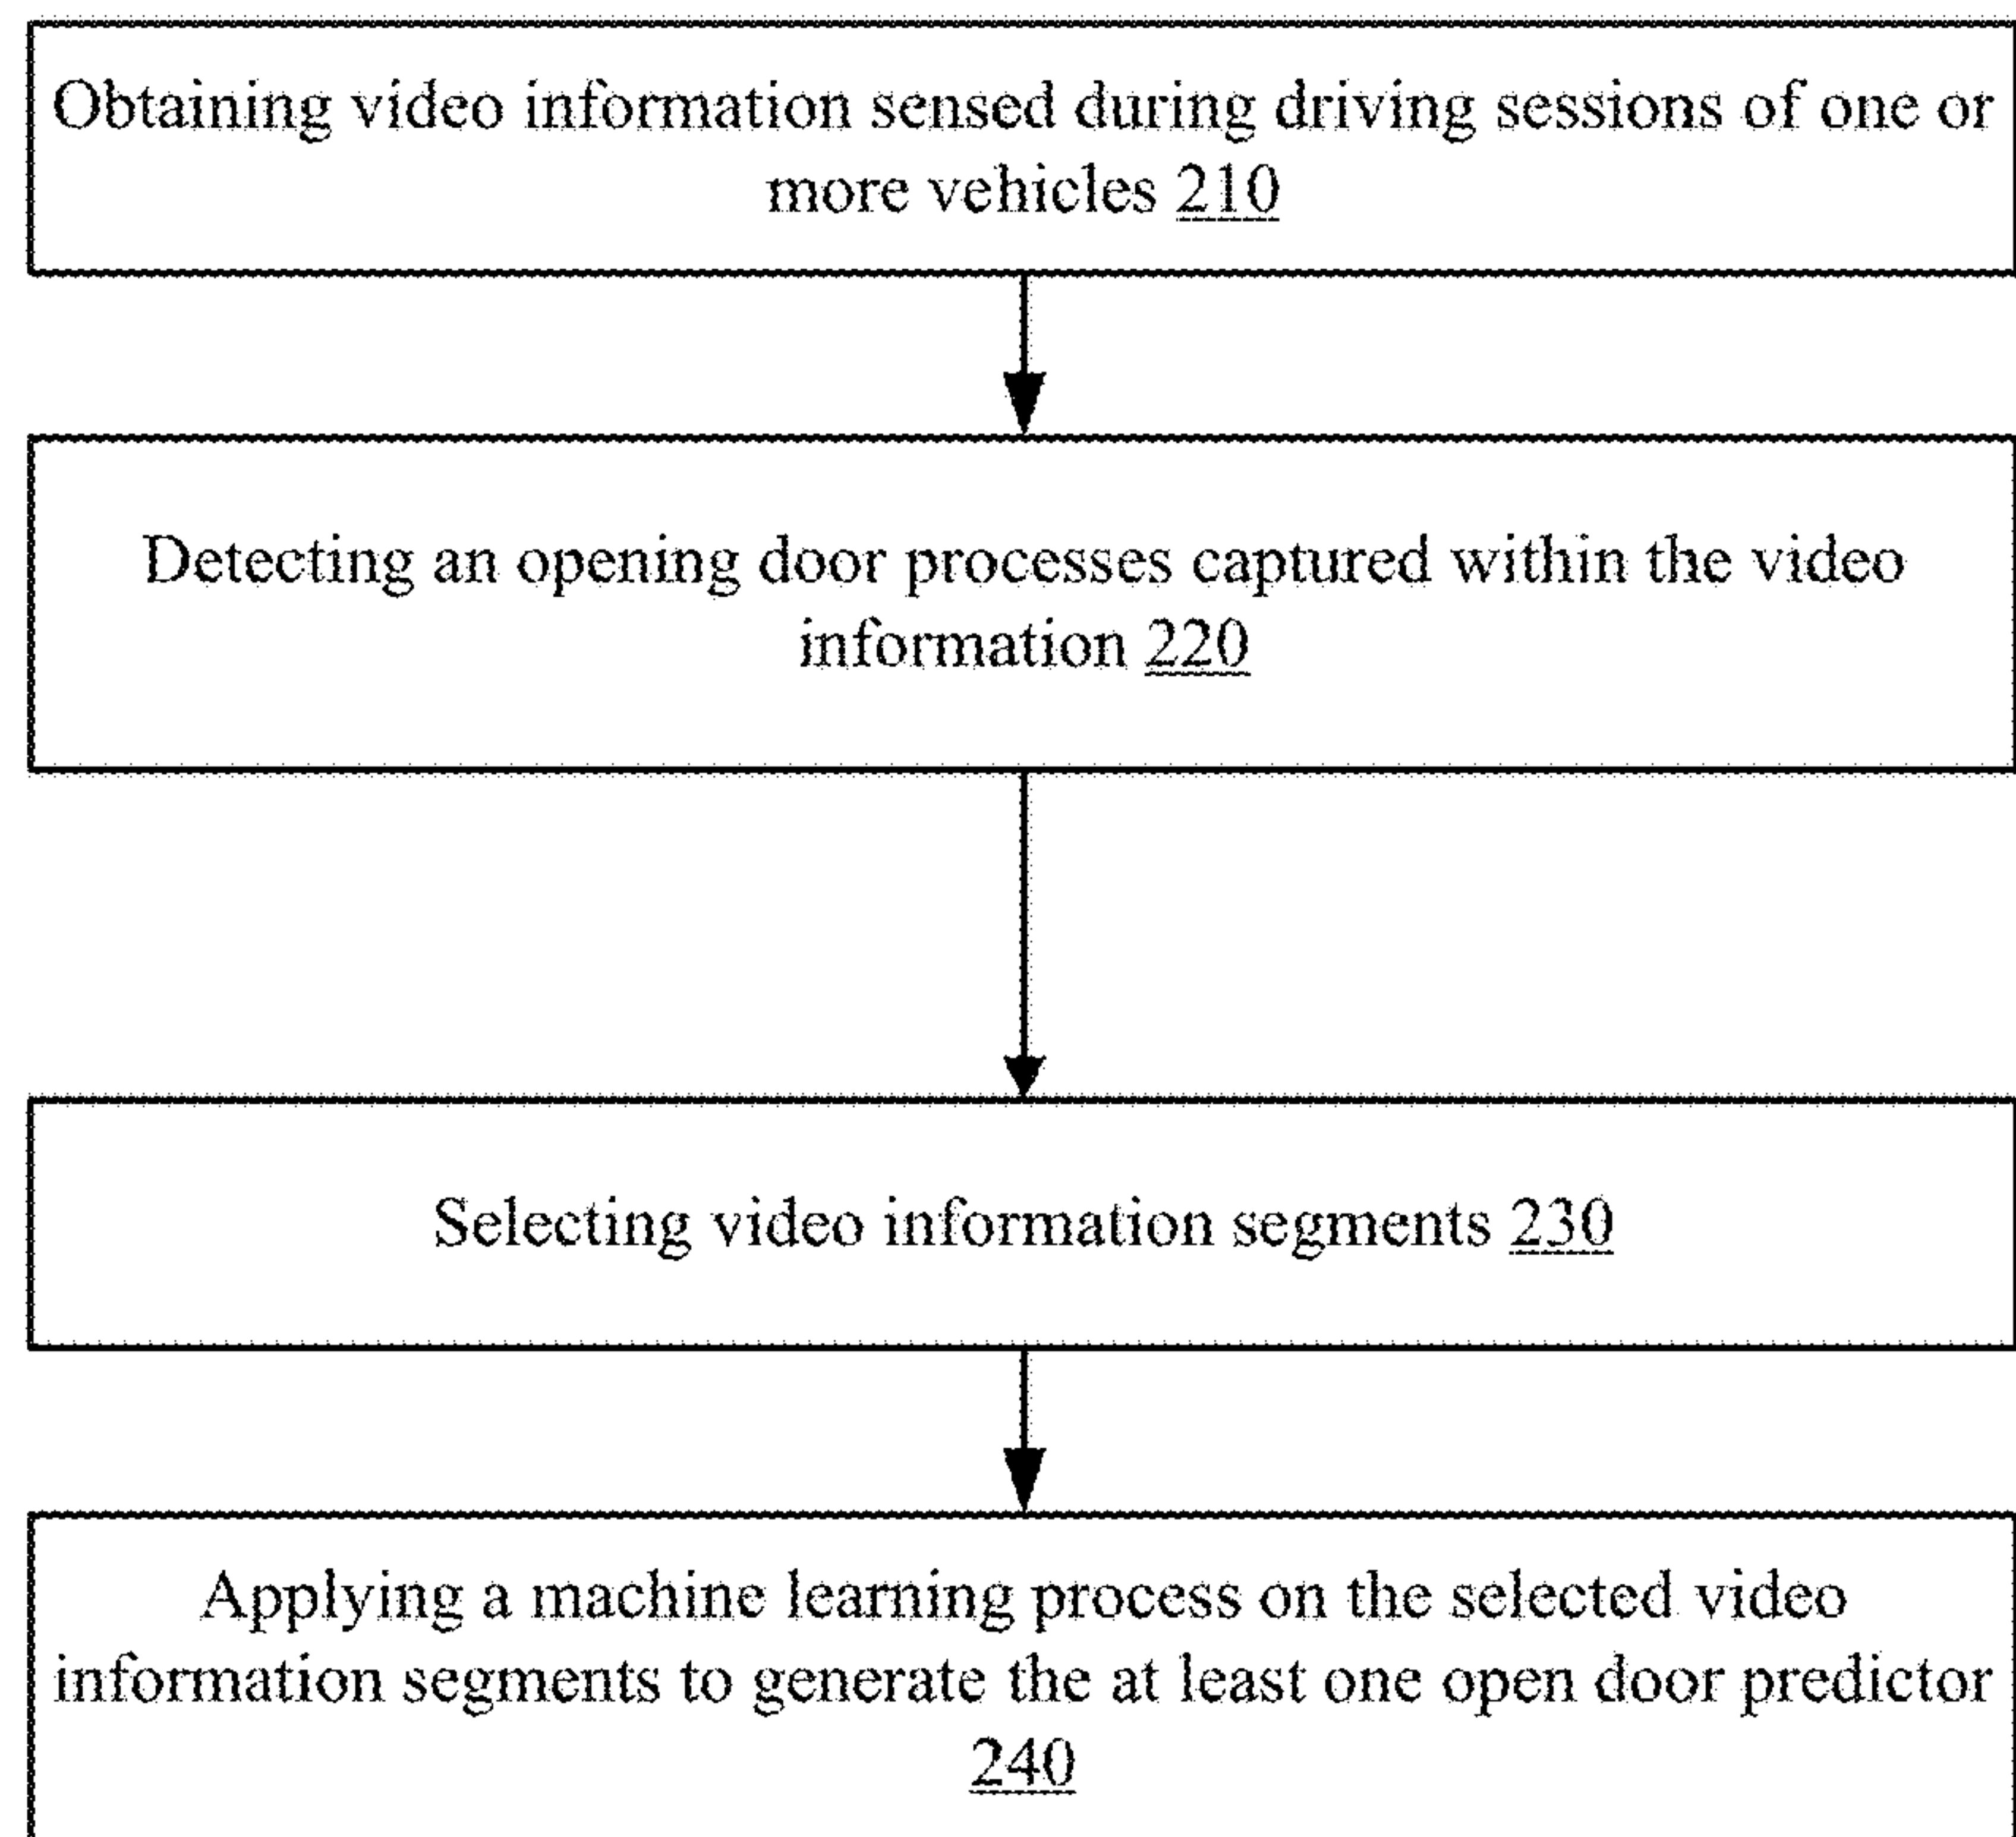 Obtaining video information sensed during driving sessions of one or
more vehicles 210
Detecting an opening door processes captured within the video
information 220
Selecting video information segments 230
Applying a machine learning process on the selected video
information segments to generate the at least one open door predictor
240